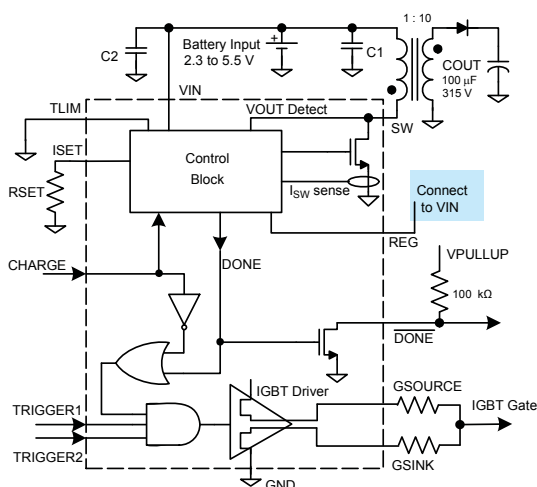 1 : 10
Battery Input
2.3 to 5.5 V
+
C2
C1
COUT
100 μF
315 V
VIN
TLIM
VOUT Detect
SW
ISET
Control
Block
RSET
ISW sense
Connect
to VIN
REG
VPULLUP
CHARGE
DONE
100 kΩ
DONE
IGBT Driver
GSOURCE
IGBT Gate
TRIGGER1
TRIGGER2
GSINK
GND